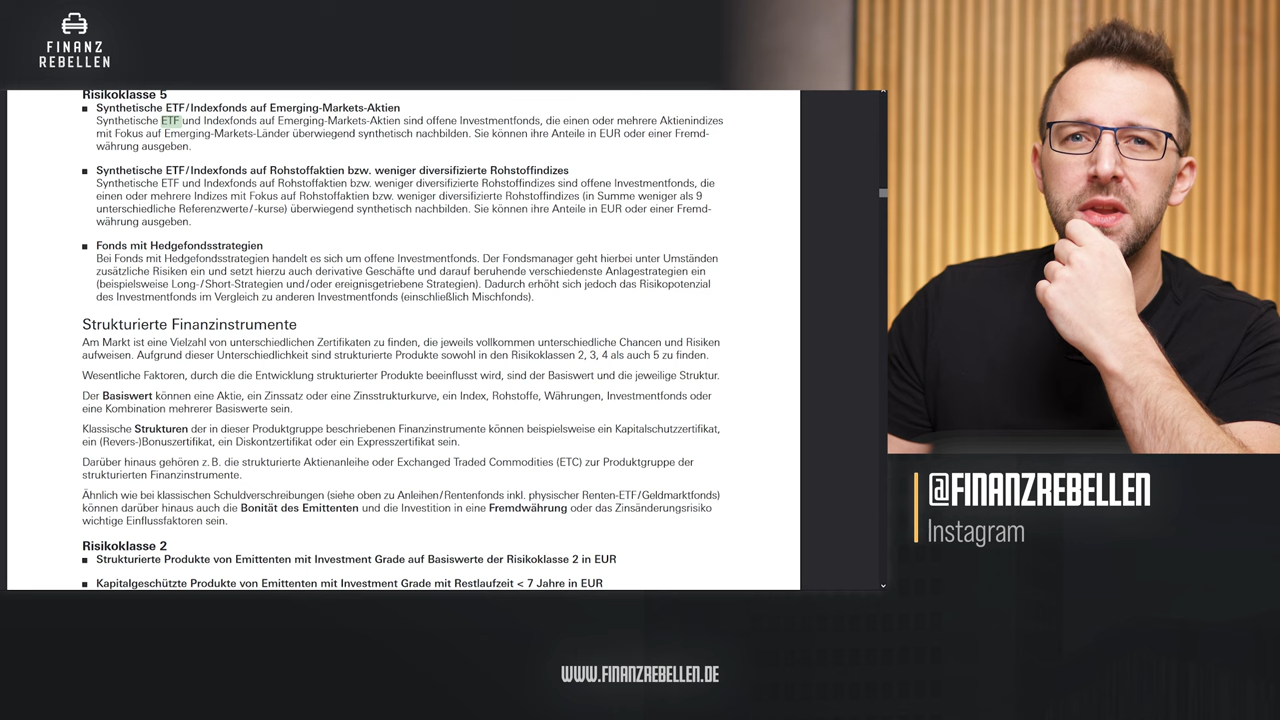 FINANZ
REBELLEN
Risikoklasse 5
■ Synthetische ETF/Indexfonds auf Emerging-Markets-Aktien
Synthetische ETF und Indexfonds auf Emerging-Markets-Aktien sind offene Investmentfonds, die einen oder mehrere Aktienindizes
mit Fokus auf Emerging-Markets-Länder überwiegend synthetisch nachbilden. Sie können ihre Anteile in EUR oder einer Fremd-
währung ausgeben.
■ Synthetische ETF/Indexfonds auf Rohstoffaktien bzw. weniger diversifizierte Rohstoffindizes
Synthetische ETF und Indexfonds auf Rohstoffaktien bzw. weniger diversifizierte Rohstoffindizes sind offene Investmentfonds, die
einen oder mehrere Indizes mit Fokus auf Rohstoffaktien bzw. weniger diversifizierte Rohstoffindizes (in Summe weniger als 9
unterschiedliche Referenzwerte/-kurse) überwiegend synthetisch nachbilden. Sie können ihre Anteile in EUR oder einer Fremd-
währung ausgeben.
■ Fonds mit Hedgefondsstrategien
Bei Fonds mit Hedgefondsstrategien handelt es sich um offene Investmentfonds. Der Fondsmanager geht hierbei unter Umständen
zusätzliche Risiken ein und setzt hierzu auch derivative Geschäfte und darauf beruhende verschiedenste Anlagestrategien ein
(beispielsweise Long-/Short-Strategien und/oder ereignisgetriebene Strategien). Dadurch erhöht sich jedoch das Risikopotenzial
des Investmentfonds im Vergleich zu anderen Investmentfonds (einschließlich Mischfonds).
Strukturierte Finanzinstrumente
Am Markt ist eine Vielzahl von unterschiedlichen Zertifikaten zu finden, die jeweils vollkommen unterschiedliche Chancen und Risiken
aufweisen. Aufgrund dieser Unterschiedlichkeit sind strukturierte Produkte sowohl in den Risikoklassen 2, 3, 4 als auch 5 zu finden.
Wesentliche Faktoren, durch die die Entwicklung strukturierter Produkte beeinflusst wird, sind der Basiswert und die jeweilige Struktur.
Der Basiswert können eine Aktie, ein Zinssatz oder eine Zinsstrukturkurve, ein Index, Rohstoffe, Währungen, Investmentfonds oder
eine Kombination mehrerer Basiswerte sein.
Klassische Strukturen der in dieser Produktgruppe beschriebenen Finanzinstrumente können beispielsweise ein Kapitalschutzzertifikat,
ein (Revers-)Bonuszertifikat, ein Diskontzertifikat oder ein Expresszertifikat sein.
Darüber hinaus gehören z. B. die strukturierte Aktienanleihe oder Exchanged Traded Commodities (ETC) zur Produktgruppe der
strukturierten Finanzinstrumente.
Ähnlich wie bei klassischen Schuldverschreibungen (siehe oben zu Anleihen/Rentenfonds inkl. physischer Renten-ETF/Geldmarktfonds)
können darüber hinaus auch die Bonität des Emittenten und die Investition in eine Fremdwährung oder das Zinsänderungsrisiko
wichtige Einflussfaktoren sein.
Risikoklasse 2
■ Strukturierte Produkte von Emittenten mit Investment Grade auf Basiswerte der Risikoklasse 2 in EUR
■ Kapitalgeschützte Produkte von Emittenten mit Investment Grade mit Restlaufzeit < 7 Jahre in EUR
@FINANZREBELLEN
Instagram
WWW.FINANZREBELLEN.DE